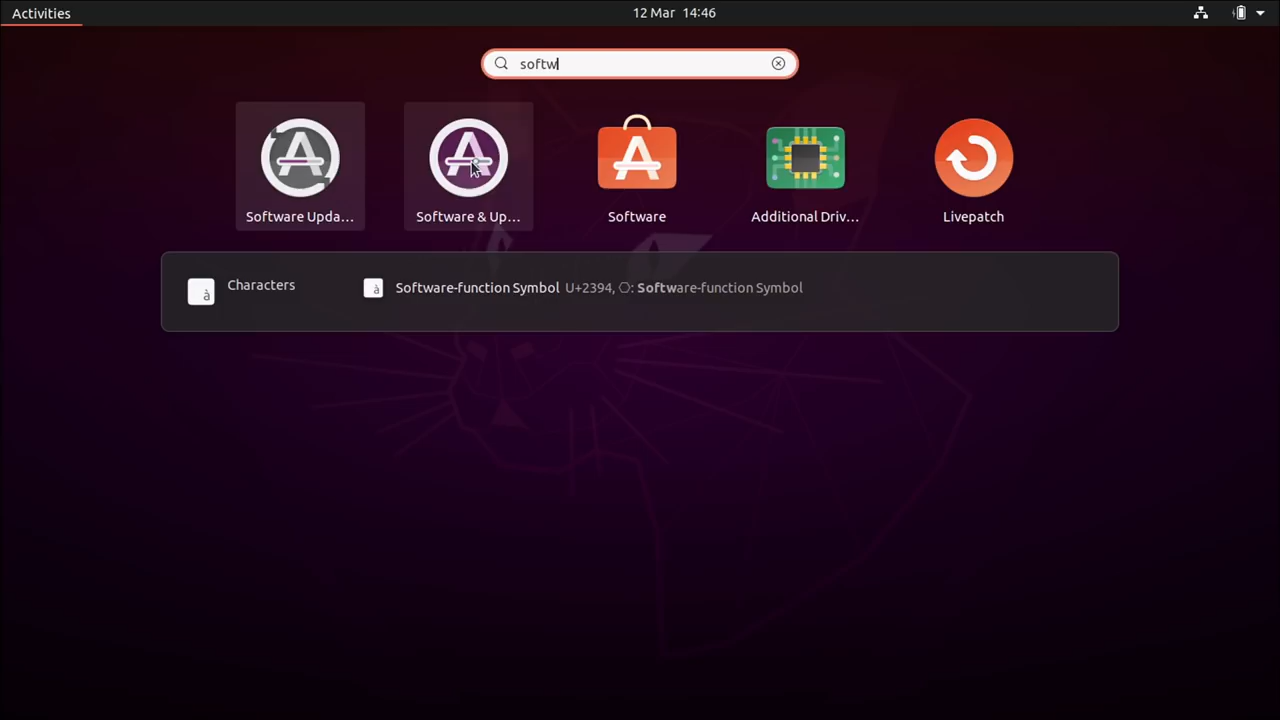 Activities
12 Mar 14:46
softw
Software Upda...
Software & Up...
Software
Additional Driv...
Livepatch
Characters
Software-function Symbol U+2394, ⎔: Software-function Symbol